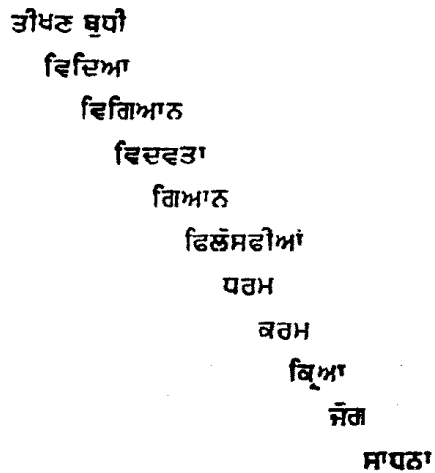 ਤੀਖਣ ਬੁਧੀ
ਵਿਦਿਆ
ਵਿਗਿਆਨ
ਵਿਦਵਤਾ
ਗਿਆਨ
ਫਿਲੌਸਫੀਆਂ
ਧਰਮ
ਕਰਮ
ਕ੍ਰਿਆ
ਜੋਗ
ਸਾਧਨਾ